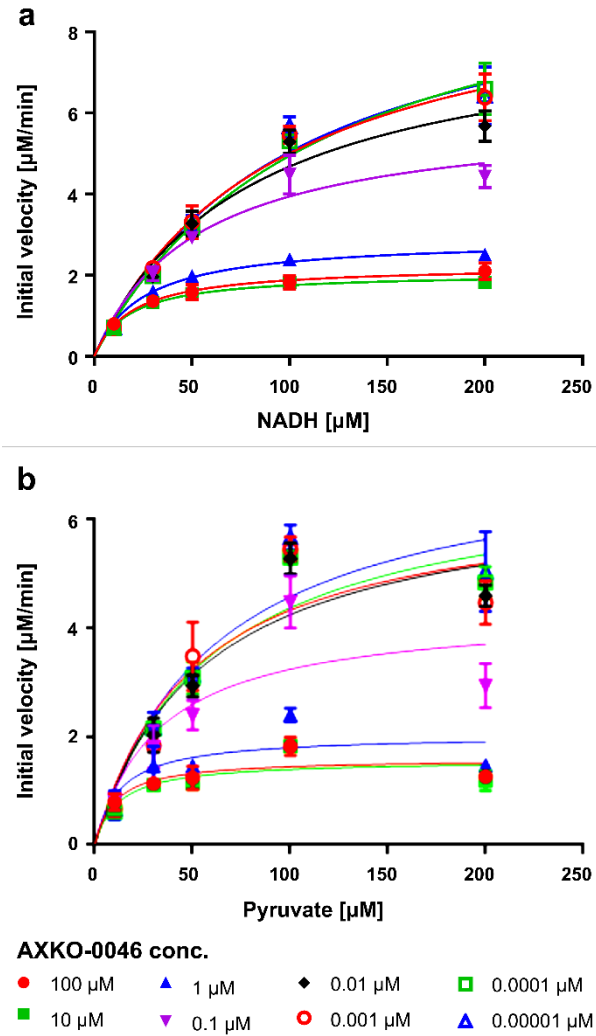 a
Initial velocity [µM/min]
8
6
4
2
0
0 50 100 150 200 250
NADH [µM]
b
Initial velocity [µM/min]
6
4
2
0
0 50 100 150 200 250
Pyruvate [µM]
AXKO-0046 conc.
100 µM 1 µM 0.01 µM 0.0001 µM
10 µM 0.1 µM 0.001 µM 0.00001 µM